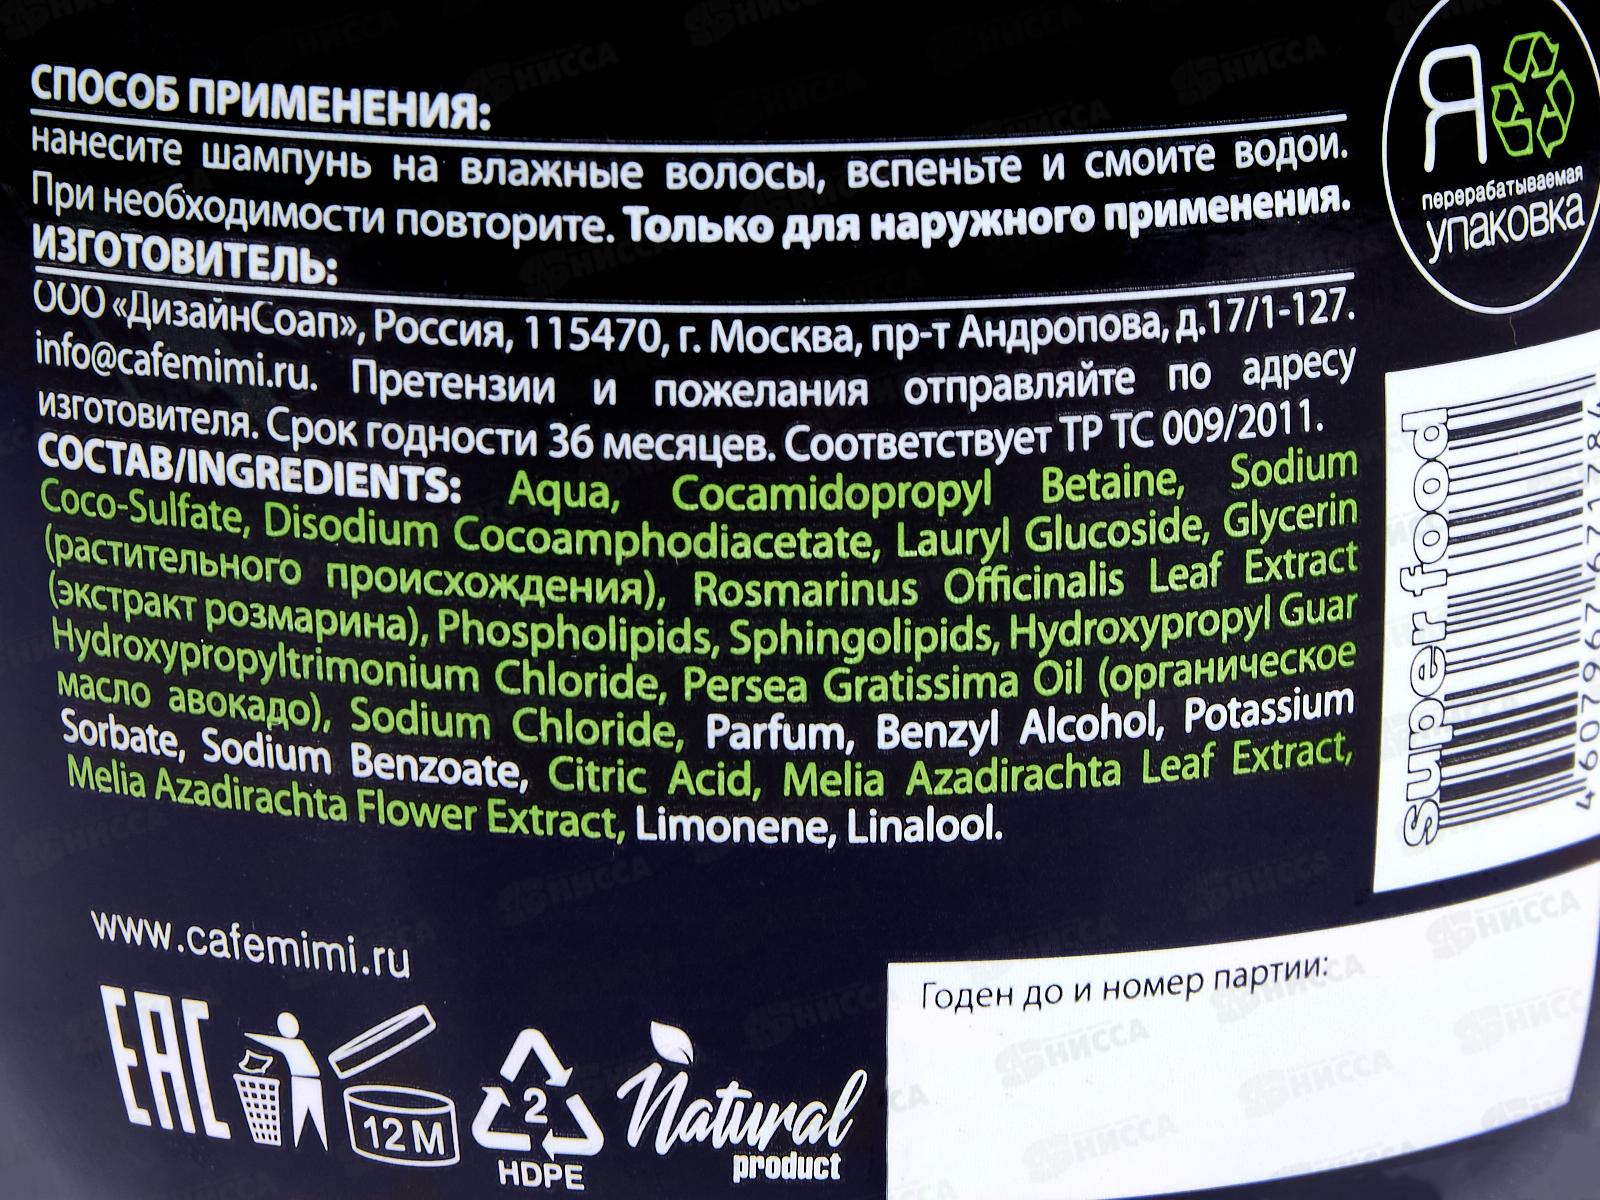 СПОСОБ ПРИМЕНЕНИЯ:
нанесите шампунь на влажные волосы, вспеньте и смойте водой.
При необходимости повторите. Только для наружного применения.
ИЗГОТОВИТЕЛЬ:
ООО «ДизайнСоап», Россия, 115470, г. Москва, пр-т Андропова, д.17/1-127.
info@cafemimi.ru. Претензии и пожелания отправляйте по адресу
изготовителя. Срок годности 36 месяцев. Соответствует ТР ТС 009/2011.
СОСТАВ/INGREDIENTS: Aqua, Cocamidopropyl Betaine, Sodium
Coco-Sulfate, Disodium Cocoamphodiacetate, Lauryl Glucoside, Glycerin
(растительного происхождения), Rosmarinus Officinalis Leaf Extract
(экстракт розмарина), Phospholipids, Sphingolipids, Hydroxypropyl Guar
Hydroxypropyltrimonium Chloride, Persea Gratissima Oil (органическое
масло авокадо), Sodium Chloride, Parfum, Benzyl Alcohol, Potassium
Sorbate, Sodium Benzoate, Citric Acid, Melia Azadirachta Leaf Extract,
Melia Azadirachta Flower Extract, Limonene, Linalool.
www.cafemimi.ru
EAC
12 M
2
HDPE
Natural
product
Я
перерабатываемая
упаковка
super food
Годен до и номер партии:
НИССА